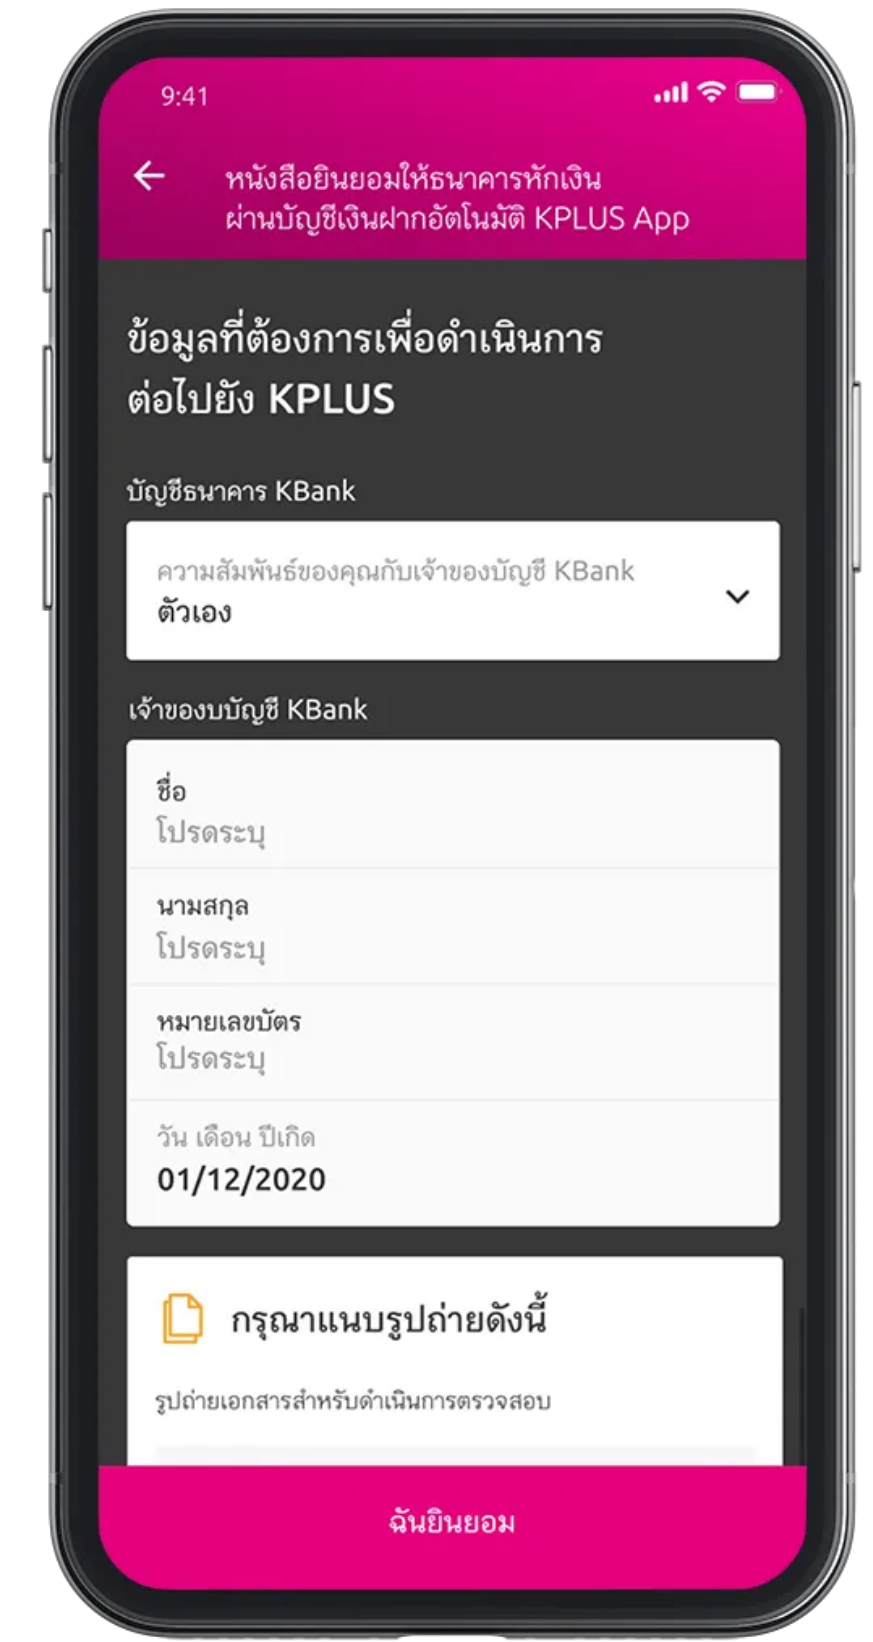 9:41
หนังสือยินยอมให้ธนาคารหักเงิน
ผ่านบัญชีเงินฝากอัตโนมัติ KPLUS App
ข้อมูลที่ต้องการเพื่อดำเนินการ
ต่อไปยัง KPLUS
บัญชีธนาคาร KBank
ความสัมพันธ์ของคุณกับเจ้าของบัญชี KBank
ตัวเอง
เจ้าของบบัญชี KBank
ชื่อ
โปรดระบุ
นามสกุล
โปรดระบุ
หมายเลขบัตร
โปรดระบุ
วัน เดือน ปีเกิด
01/12/2020
กรุณาแนบรูปถ่ายดังนี้
รูปถ่ายเอกสารสำหรับดำเนินการตรวจสอบ
ฉันยินยอม